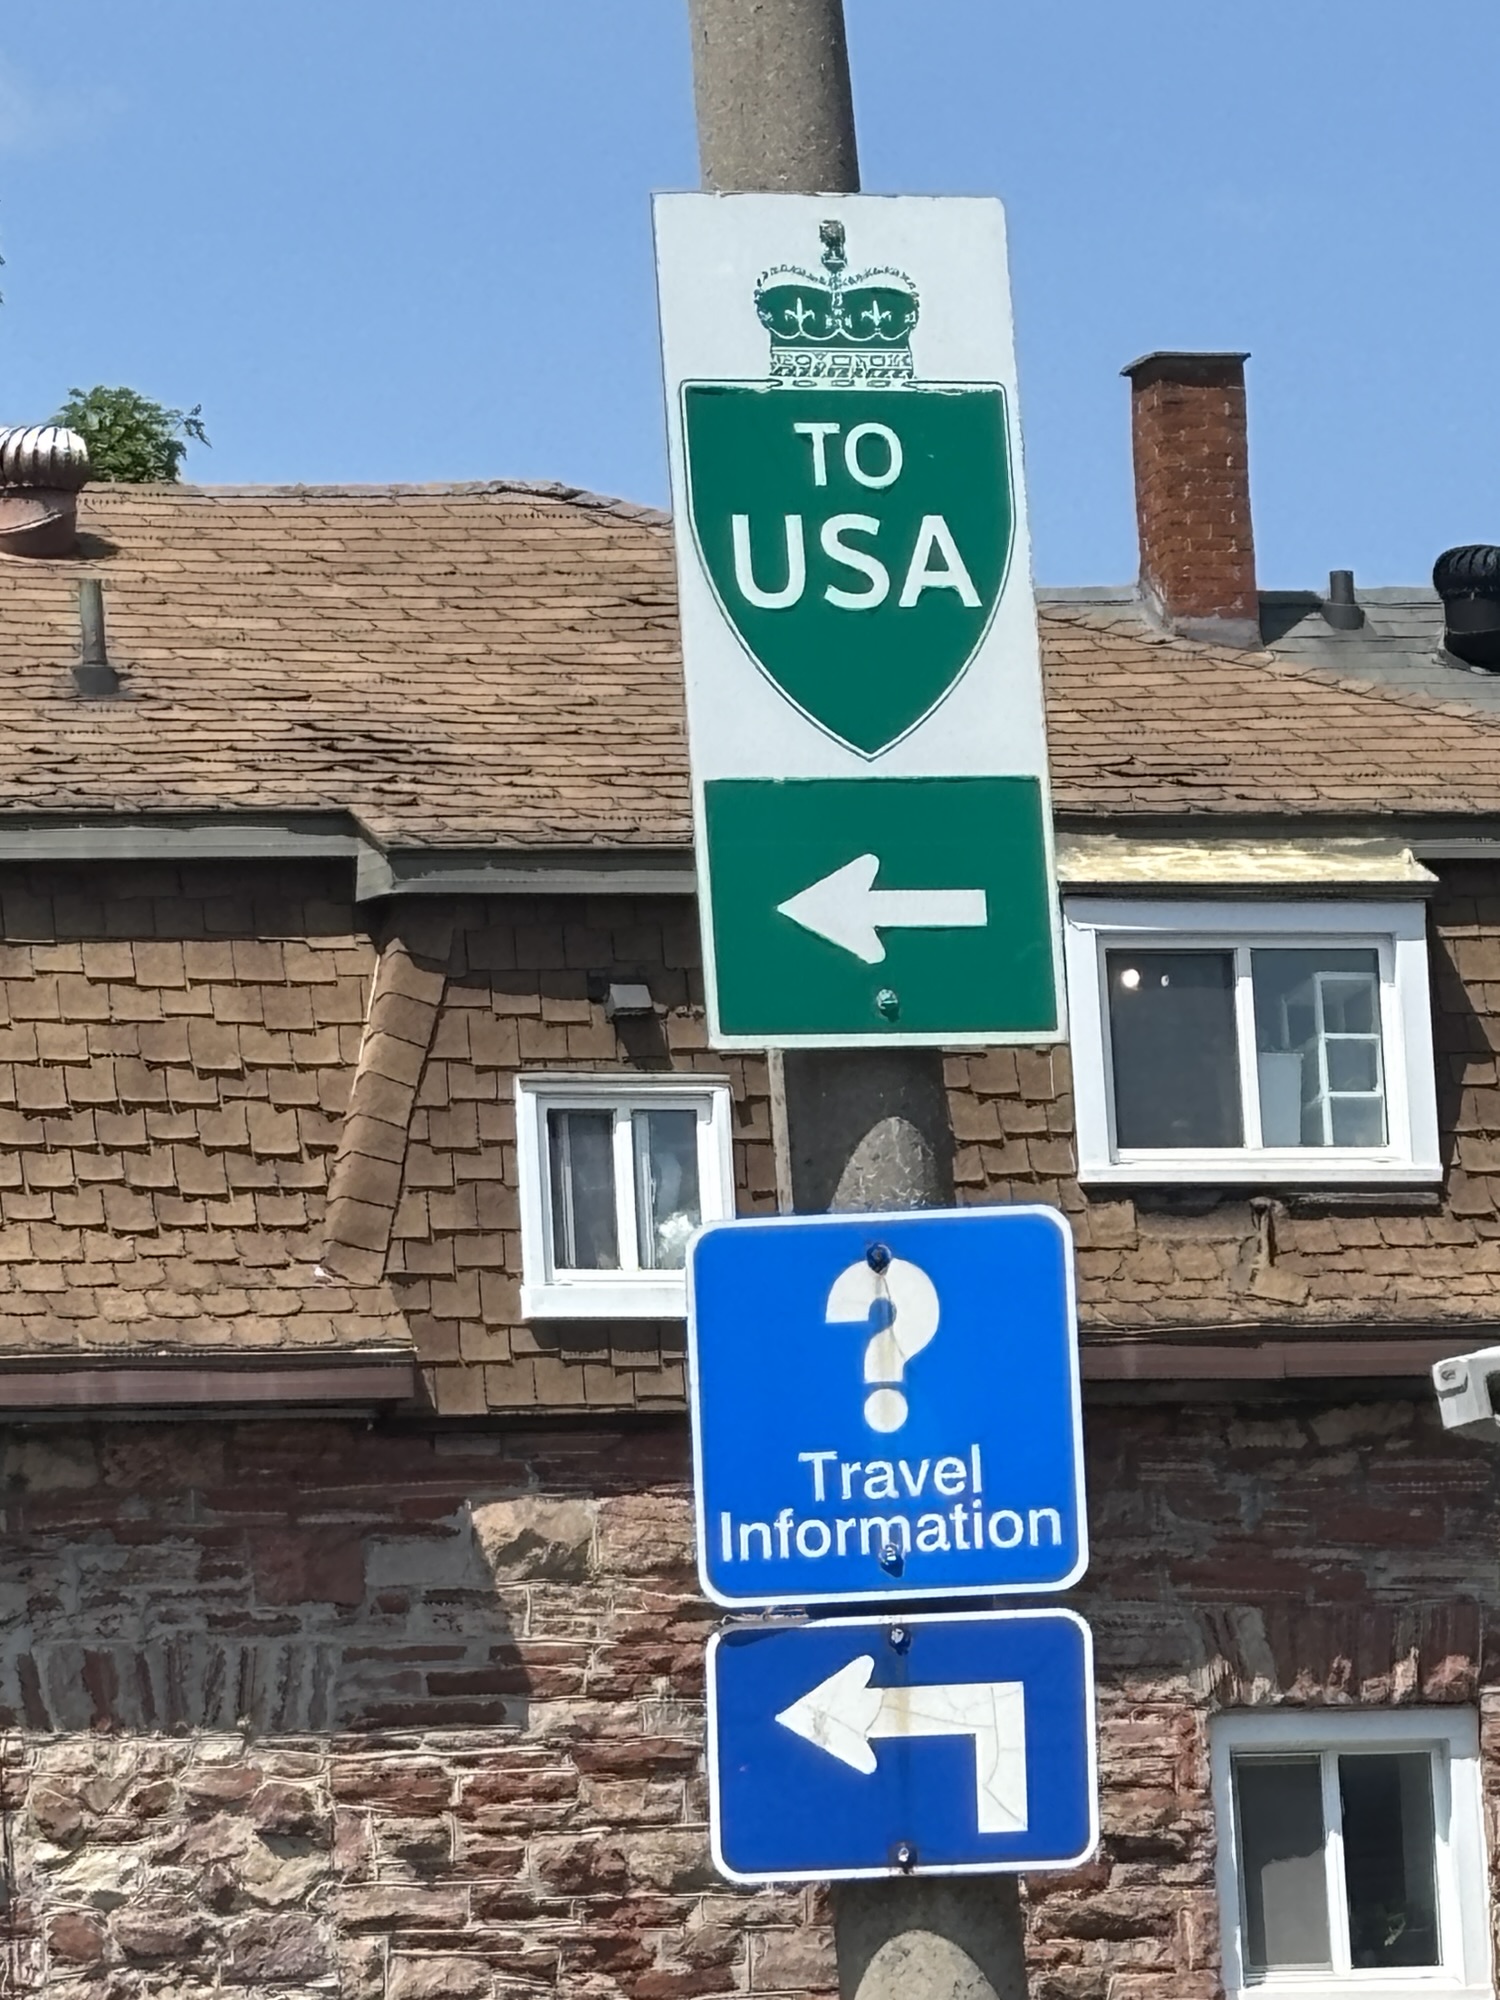 TO
USA
?
Travel
Information